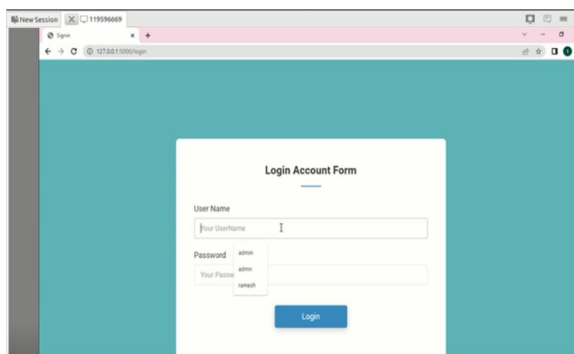 New Session 119596669
Signin
127.0.0.1:5000/login
Login Account Form
User Name
Your UserName
Password
admin
Your Passw
admn
ramesh
Login